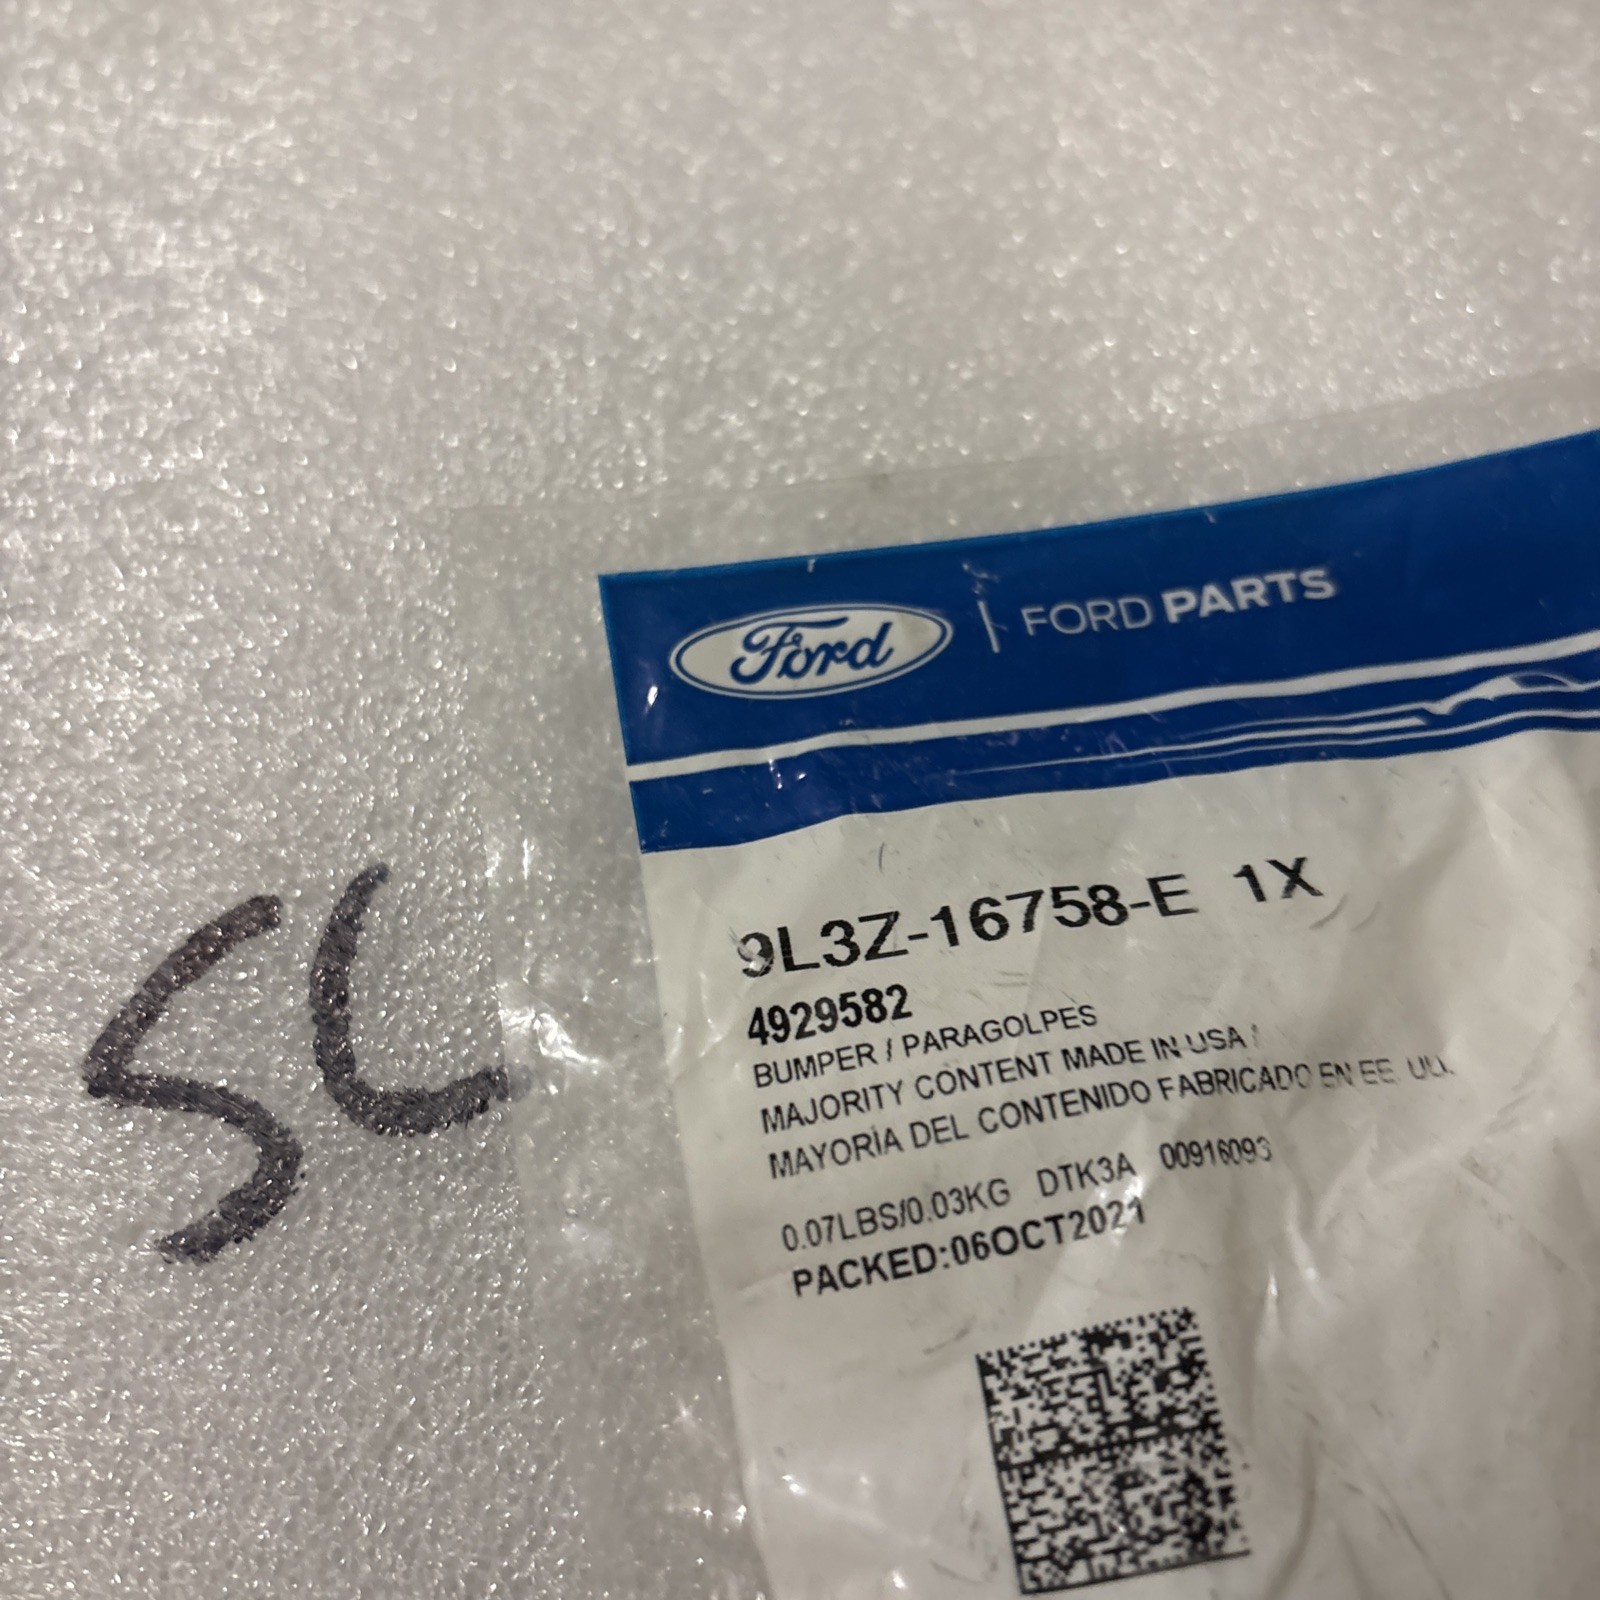 Ford | FORD PARTS
9L3Z-16758-E 1X
4929582
BUMPER / PARAGOLPES
MAJORITY CONTENT MADE IN USA /
MAYORIA DEL CONTENIDO FABRICADO EN EE. UU.
0.07LBS/0.03KG DTK3A 00916093
PACKED:06OCT2021
SL